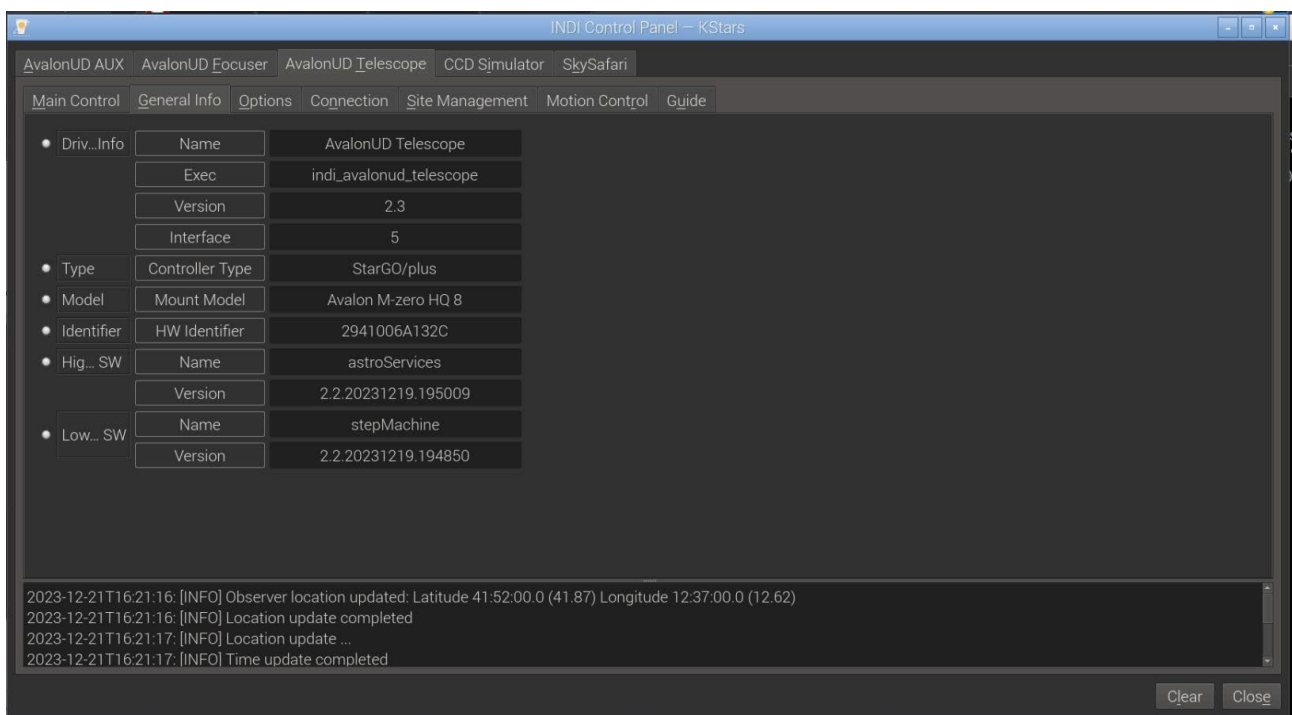 INDI Control Panel — KStars
AvalonUD AUX AvalonUD Focuser AvalonUD Telescope CCD Simulator SkySafari
Main Control General Info Options Connection Site Management Motion Control Guide
Driv...Info Name AvalonUD Telescope
Exec indi_avalonud_telescope
Version 2.3
Interface 5
Type Controller Type StarGO/plus
Model Mount Model Avalon M-zero HQ 8
Identifier HW Identifier 2941006A132C
Hig... SW Name astroServices
Version 2.2.20231219.195009
Low... SW Name stepMachine
Version 2.2.20231219.194850
2023-12-21T16:21:16: [INFO] Observer location updated: Latitude 41:52:00.0 (41.87) Longitude 12:37:00.0 (12.62)
2023-12-21T16:21:16: [INFO] Location update completed
2023-12-21T16:21:17: [INFO] Location update ...
2023-12-21T16:21:17: [INFO] Time update completed
Clear Close